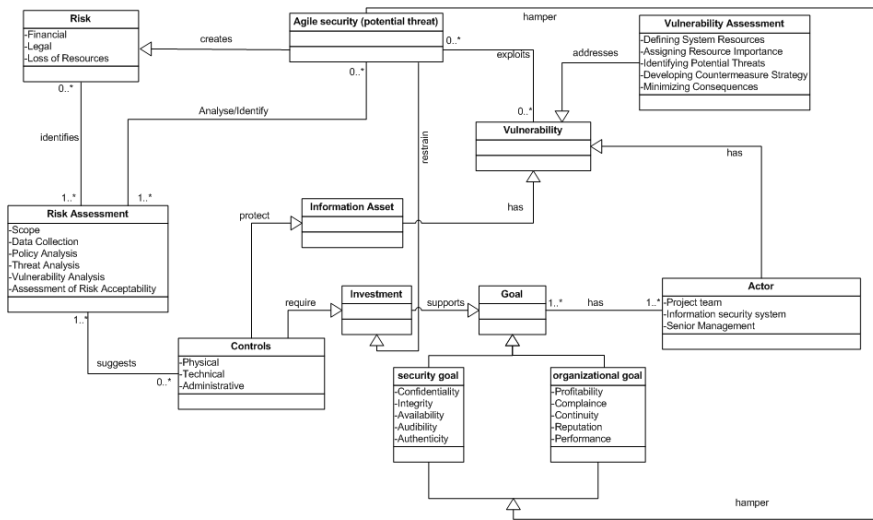 hamper
Risk
-Financial
-Legal
-Loss of Resources
creates
Agile security (potential threat)
Vulnerability Assessment
-Defining System Resources
-Assigning Resource Importance
-Identifying Potential Threats
-Developing Countermeasure Strategy
-Minimizing Consequences
addresses
0..*
exploits
0..*
0..*
0..*
Analyse/Identify
identifies
restrain
Vulnerability
has
1..*
1..*
Risk Assessment
-Scope
-Data Collection
-Policy Analysis
-Threat Analysis
-Vulnerability Analysis
-Assessment of Risk Acceptability
protect
Information Asset
has
require
Investment
supports
Goal
1..*
has
1..*
Actor
-Project team
-Information security system
-Senior Management
1..*
suggests
0..*
Controls
-Physical
-Technical
-Administrative
security goal
-Confidentiality
-Integrity
-Availability
-Audibility
-Authenticity
organizational goal
-Profitability
-Complaince
-Continuity
-Reputation
-Performance
hamper